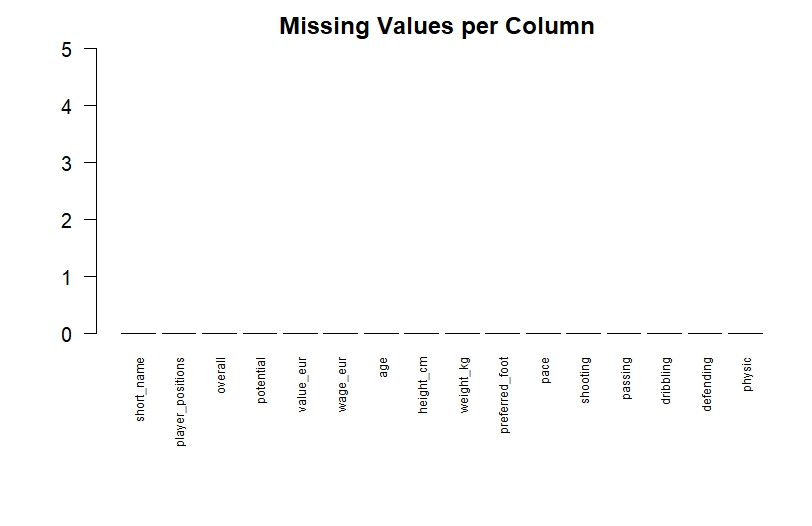 Missing Values per Column
5
4
3
2
1
0
short_name
player_positions
overall
potential
value_eur
wage_eur
age
height_cm
weight_kg
preferred_foot
pace
shooting
passing
dribbling
defending
physic